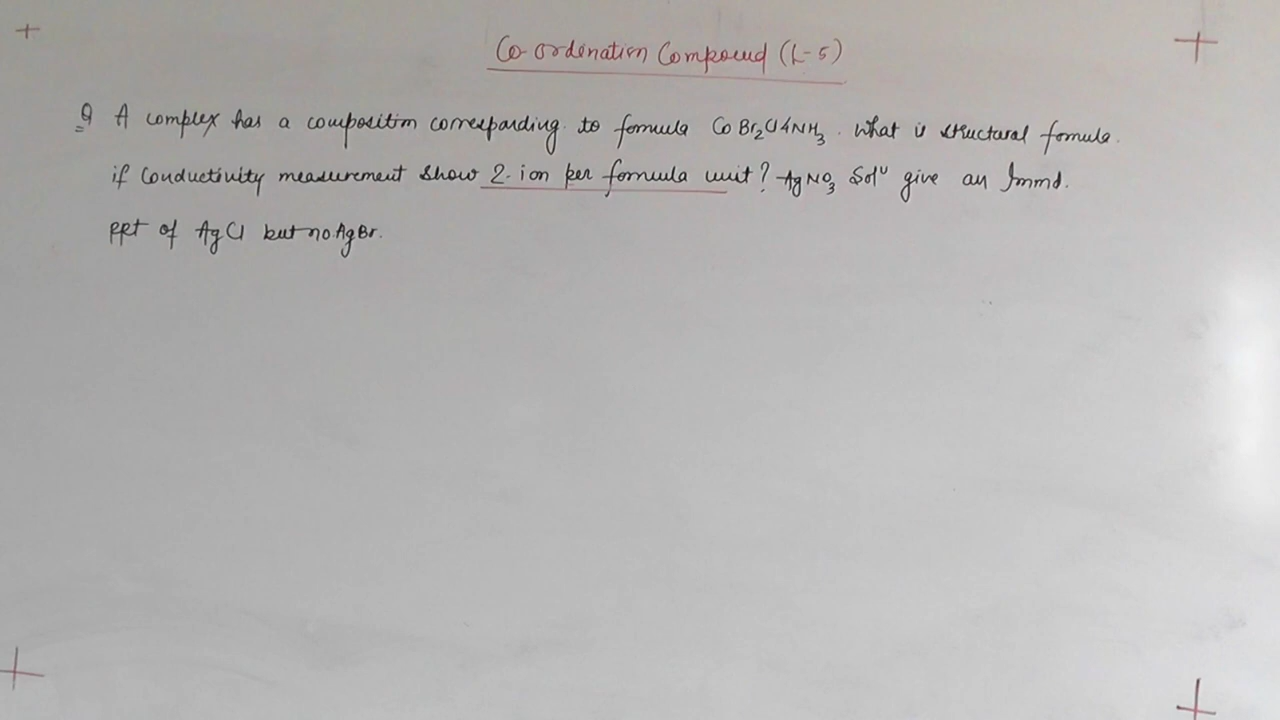 Co-ordination Compound (L-5)
Q A complex has a composition corresponding to formula CoBr₂Cl4NH₃. What is structural formula.
if Conductivity measurement show 2-ion per formula unit? AgNO₃ Solⁿ give an Immd.
ppt of AgCl but no AgBr.